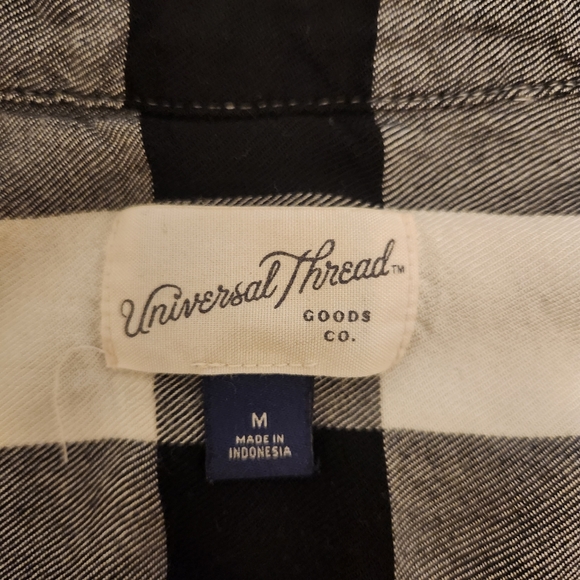 Universal Thread™
GOODS
CO.
M
MADE IN
INDONESIA